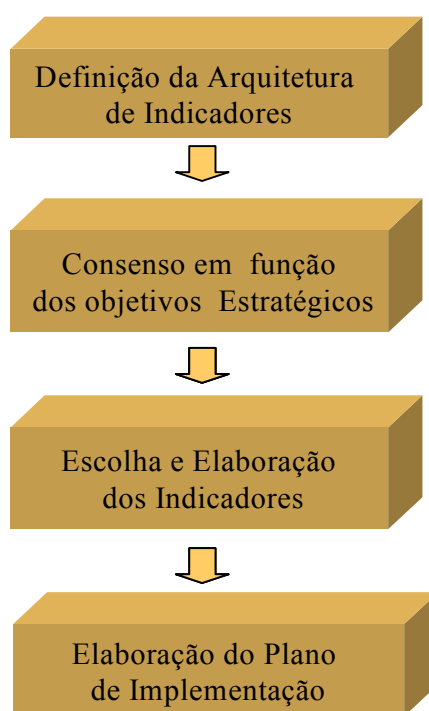 Definição da Arquitetura
de Indicadores
Consenso em função
dos objetivos Estratégicos
Escolha e Elaboração
dos Indicadores
Elaboração do Plano
de Implementação